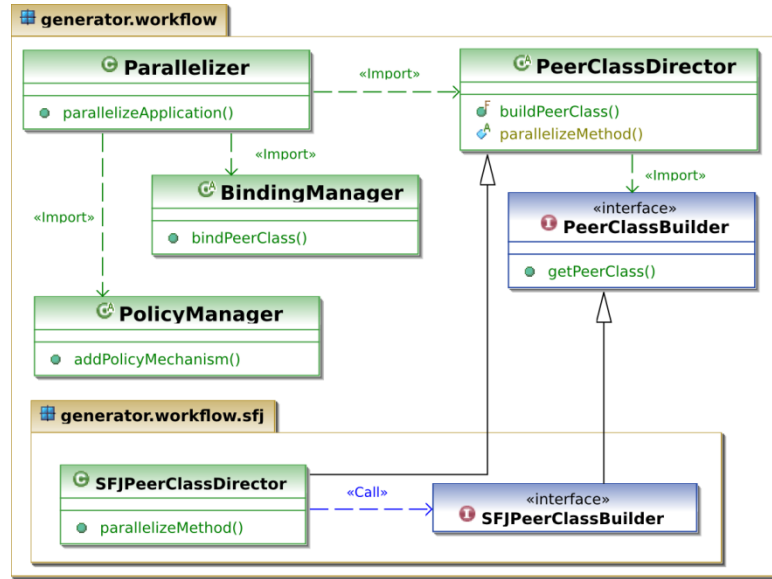 generator.workflow
Parallelizer
parallelizeApplication()
«Import»
PeerClassDirector
buildPeerClass()
parallelizeMethod()
«Import»
«Import»
«Import»
BindingManager
bindPeerClass()
«interface»
PeerClassBuilder
getPeerClass()
PolicyManager
addPolicyMechanism()
generator.workflow.sfj
SFJPeerClassDirector
parallelizeMethod()
«Call»
«interface»
SFJPeerClassBuilder